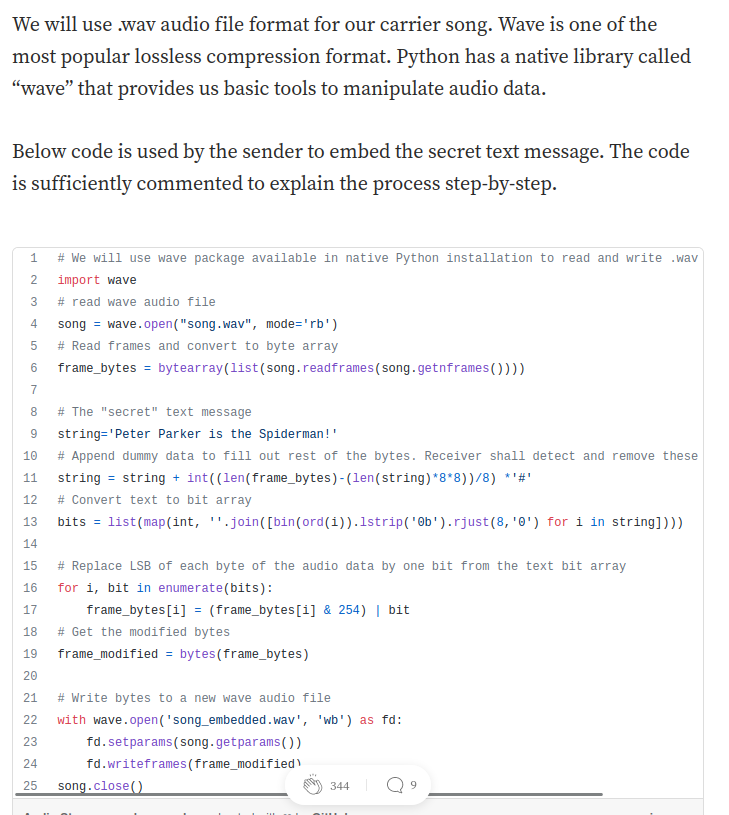 We will use .wav audio file format for our carrier song. Wave is one of the
most popular lossless compression format. Python has a native library called
“wave” that provides us basic tools to manipulate audio data.
Below code is used by the sender to embed the secret text message. The code
is sufficiently commented to explain the process step-by-step.
1 # We will use wave package available in native Python installation to read and write .wav
2 import wave
3 # read wave audio file
4 song = wave.open("song.wav", mode='rb')
5 # Read frames and convert to byte array
6 frame_bytes = bytearray(list(song.readframes(song.getnframes())))
7
8 # The "secret" text message
9 string='Peter Parker is the Spiderman!'
10 # Append dummy data to fill out rest of the bytes. Receiver shall detect and remove these
11 string = string + int((len(frame_bytes)-(len(string)*8*8))/8) *'#'
12 # Convert text to bit array
13 bits = list(map(int, ''.join([bin(ord(i)).lstrip('0b').rjust(8,'0') for i in string])))
14
15 # Replace LSB of each byte of the audio data by one bit from the text bit array
16 for i, bit in enumerate(bits):
17 frame_bytes[i] = (frame_bytes[i] & 254) | bit
18 # Get the modified bytes
19 frame_modified = bytes(frame_bytes)
20
21 # Write bytes to a new wave audio file
22 with wave.open('song_embedded.wav', 'wb') as fd:
23 fd.setparams(song.getparams())
24 fd.writeframes(frame_modified)
25 song.close()
344 9